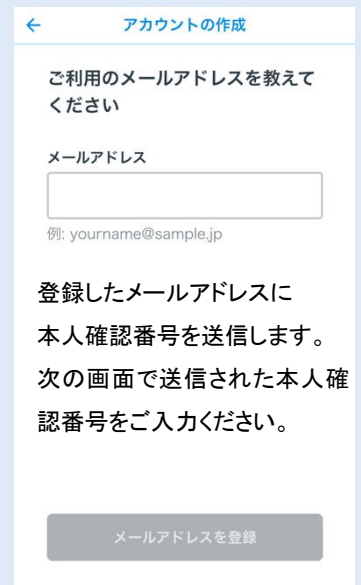 アカウントの作成
ご利用のメールアドレスを教えて
ください
メールアドレス
例: yourname@sample.jp
登録したメールアドレスに
本人確認番号を送信します。
次の画面で送信された本人確
認番号をご入力ください。
メールアドレスを登録